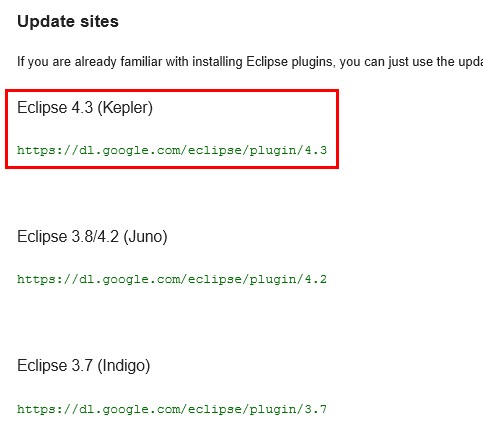 Update sites
If you are already familiar with installing Eclipse plugins, you can just use the
Eclipse 4.3 (Kepler)
https://dl.google.com/eclipse/plugin/4.3
Eclipse 3.8/4.2 (Juno)
https://dl.google.com/eclipse/plugin/4.2
Eclipse 3.7 (Indigo)
https://dl.google.com/eclipse/plugin/3.7